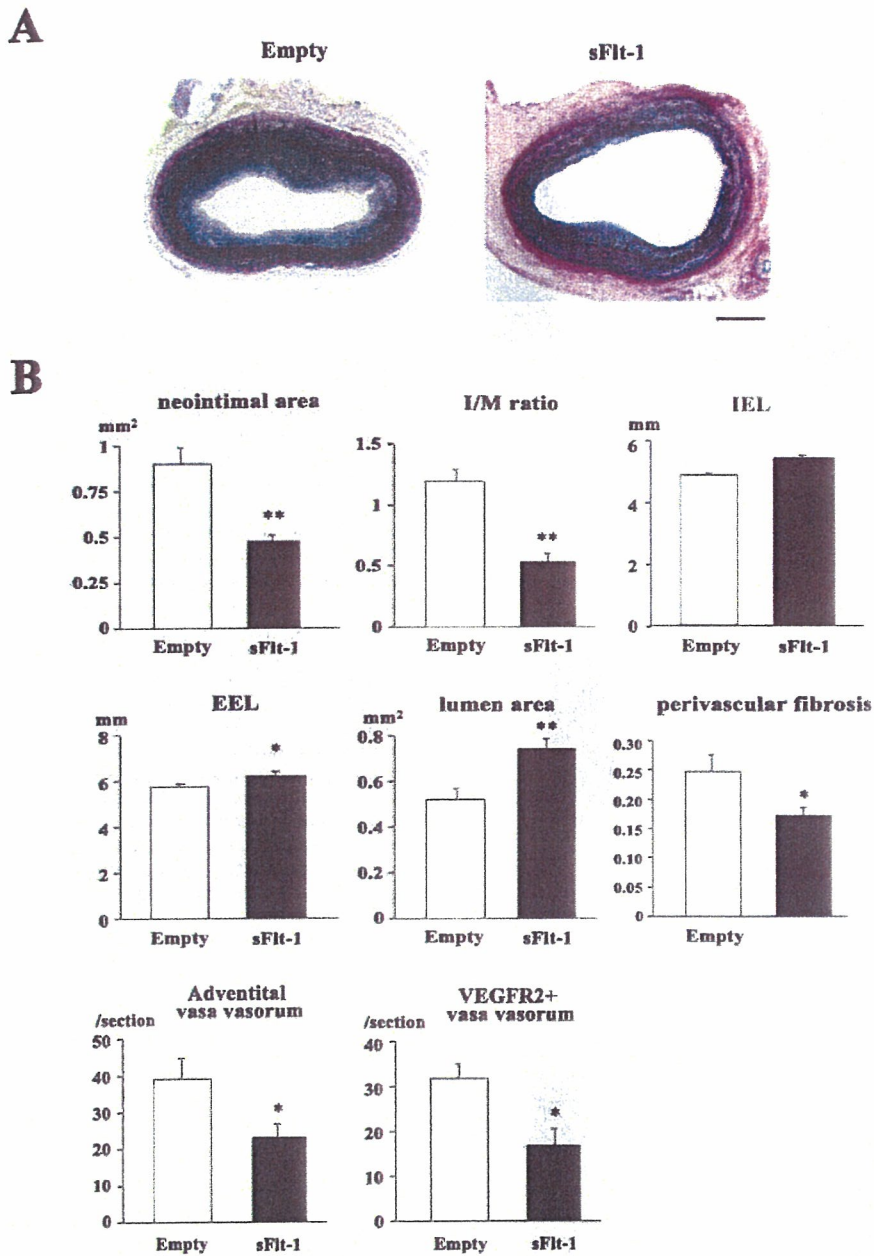 A
Empty
sFlt-1
B
neointimal area
mm²
1
0.75
0.5
0.25
0
**
Empty
sFlt-1
I/M ratio
1.5
1
0.5
0
**
Empty
sFlt-1
IEL
mm
6
4
2
0
Empty
sFlt-1
EEL
mm
8
6
4
2
0
*
Empty
sFlt-1
lumen area
mm²
0.8
0.6
0.4
0.2
0
**
Empty
sFlt-1
perivascular fibrosis
0.30
0.25
0.20
0.15
0.10
0.05
0
*
Empty
Adventital
vasa vasorum
/section
50
40
30
20
10
0
*
Empty
sFlt-1
VEGFR2+
vasa vasorum
/section
40
30
20
10
0
*
Empty
sFlt-1